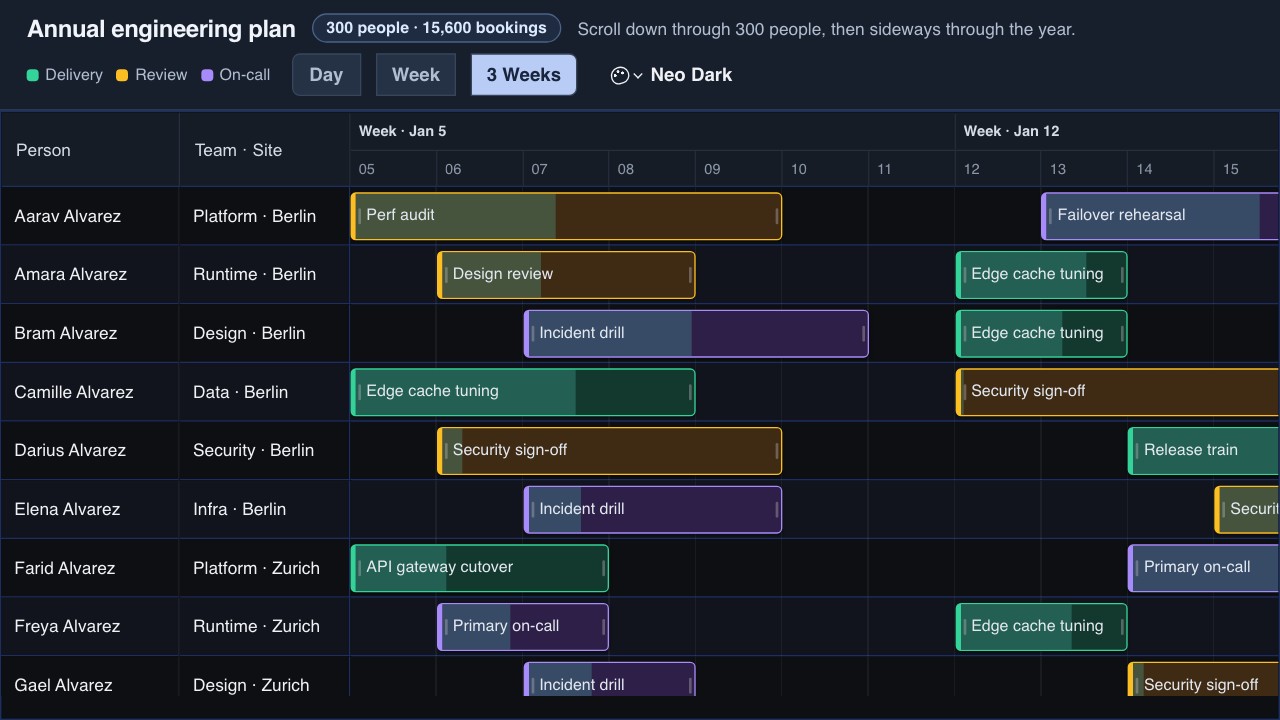 Annual engineering plan 300 people · 15,600 bookings Scroll down through 300 people, then sideways through the year.
Delivery Review On-call Day Week 3 Weeks Neo Dark
Person Team · Site Week · Jan 5 Week · Jan 12
05 06 07 08 09 10 11 12 13 14 15
Aarav Alvarez Platform · Berlin Perf audit Failover rehearsal
Amara Alvarez Runtime · Berlin Design review Edge cache tuning
Bram Alvarez Design · Berlin Incident drill Edge cache tuning
Camille Alvarez Data · Berlin Edge cache tuning Security sign-off
Darius Alvarez Security · Berlin Security sign-off Release train
Elena Alvarez Infra · Berlin Incident drill
Farid Alvarez Platform · Zurich API gateway cutover Primary on-call
Freya Alvarez Runtime · Zurich Primary on-call Edge cache tuning
Gael Alvarez Design · Zurich Incident drill Security sign-off